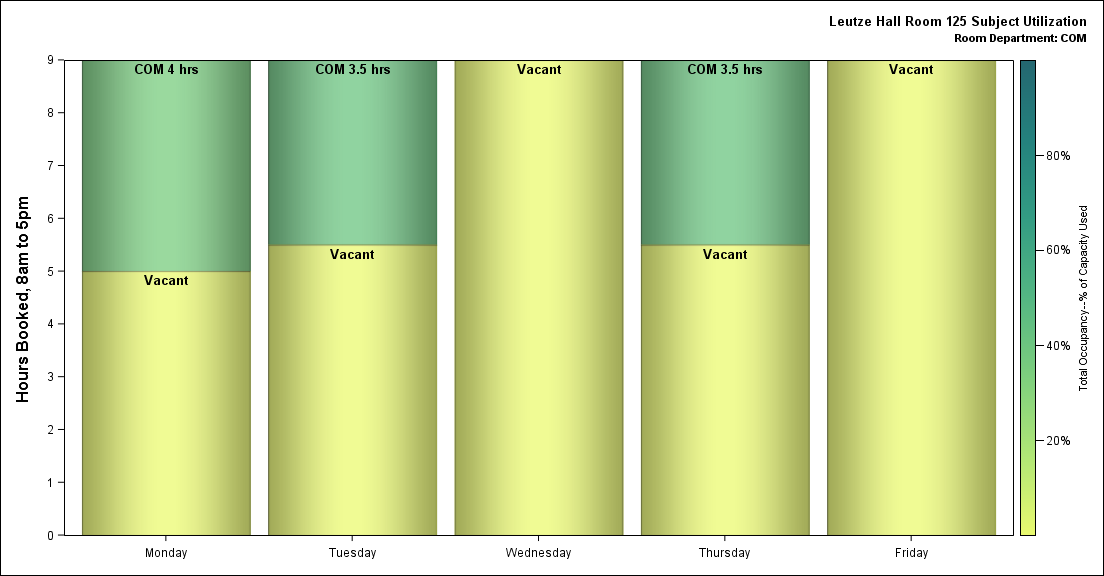 Leutze Hall Room 125 Subject Utilization
Room Department: COM
Hours Booked, 8am to 5pm
9
8
7
6
5
4
3
2
1
0
COM 4 hrs
Vacant
COM 3.5 hrs
Vacant
Vacant
COM 3.5 hrs
Vacant
Vacant
Monday
Tuesday
Wednesday
Thursday
Friday
80%
60%
40%
20%
Total Occupancy--% of Capacity Used